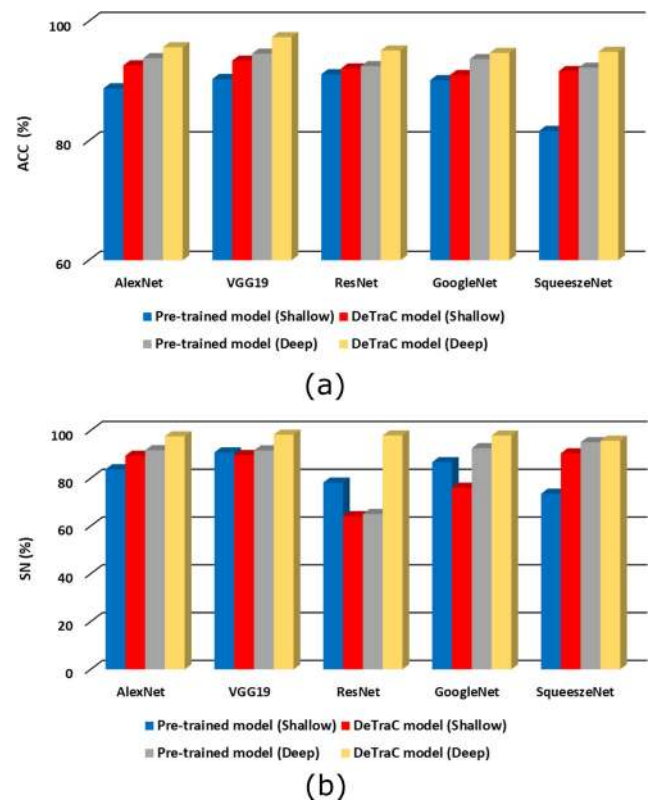 100
80
60
ACC (%)
AlexNet VGG19 ResNet GoogleNet SqueeszeNet
Pre-trained model (Shallow) DeTraC model (Shallow)
Pre-trained model (Deep) DeTraC model (Deep)
(a)
100
80
60
40
20
0
SN (%)
AlexNet VGG19 ResNet GoogleNet SqueeszeNet
Pre-trained model (Shallow) DeTraC model (Shallow)
Pre-trained model (Deep) DeTraC model (Deep)
(b)